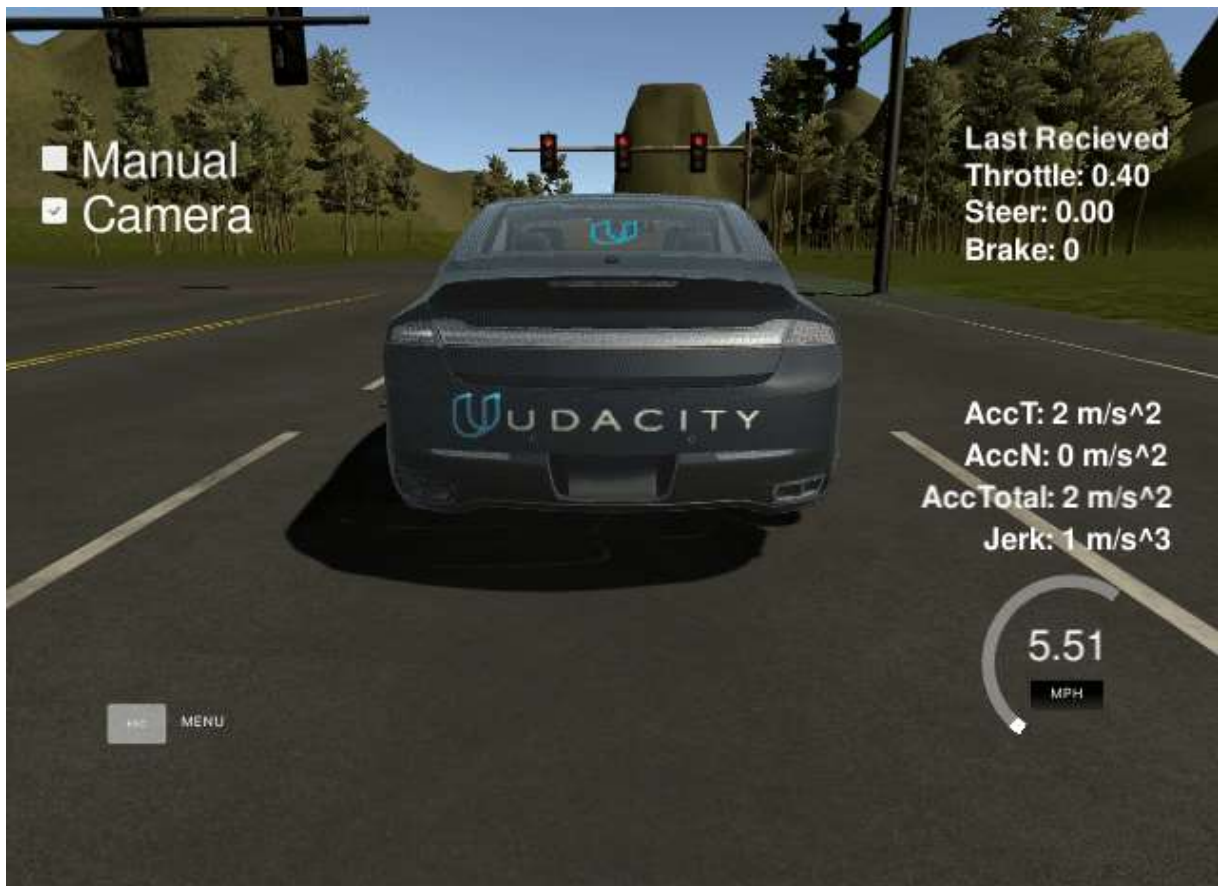 Manual
Camera
Last Recieved
Throttle: 0.40
Steer: 0.00
Brake: 0
UDACITY
AccT: 2 m/s^2
AccN: 0 m/s^2
AccTotal: 2 m/s^2
Jerk: 1 m/s^3
5.51
MPH
ESC MENU